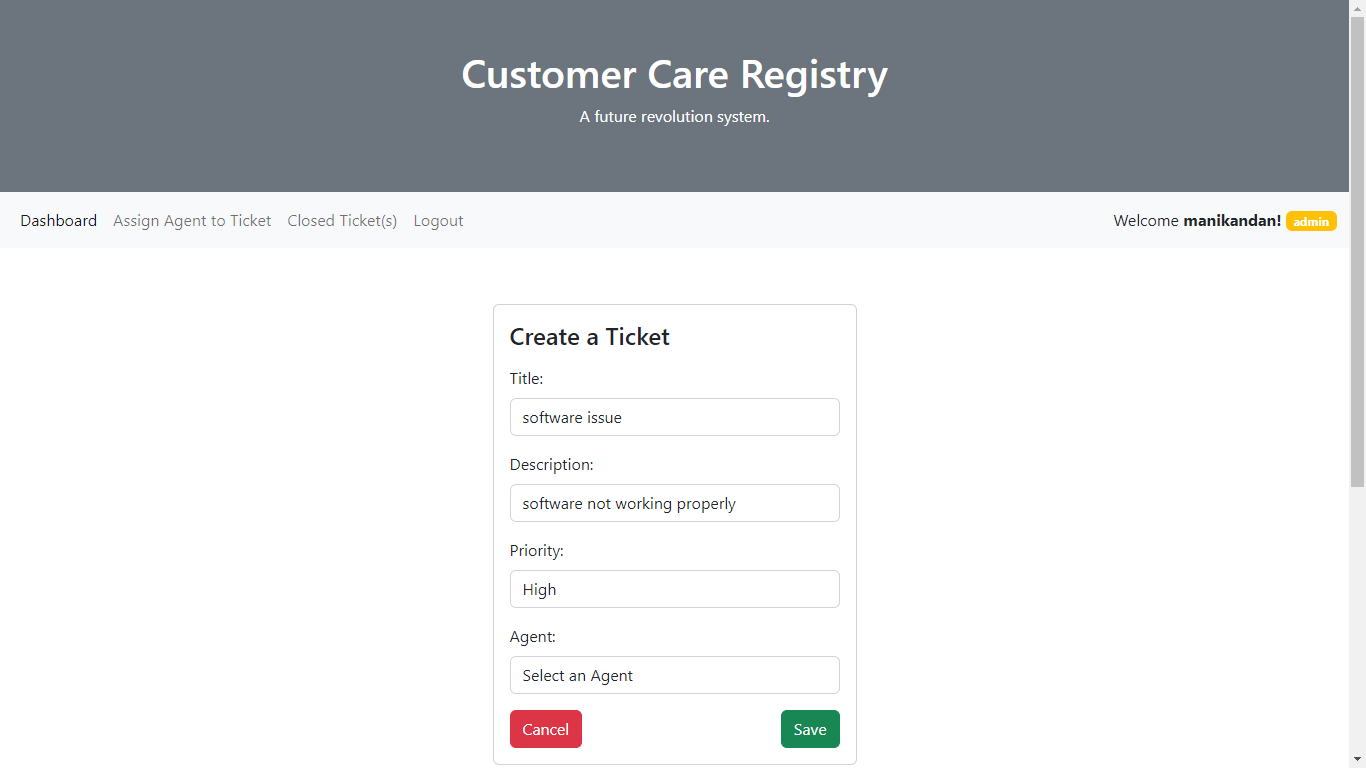 Customer Care Registry
A future revolution system.
Dashboard Assign Agent to Ticket Closed Ticket(s) Logout Welcome manikandan! admin
Create a Ticket
Title:
software issue
Description:
software not working properly
Priority:
High
Agent:
Select an Agent
Cancel Save